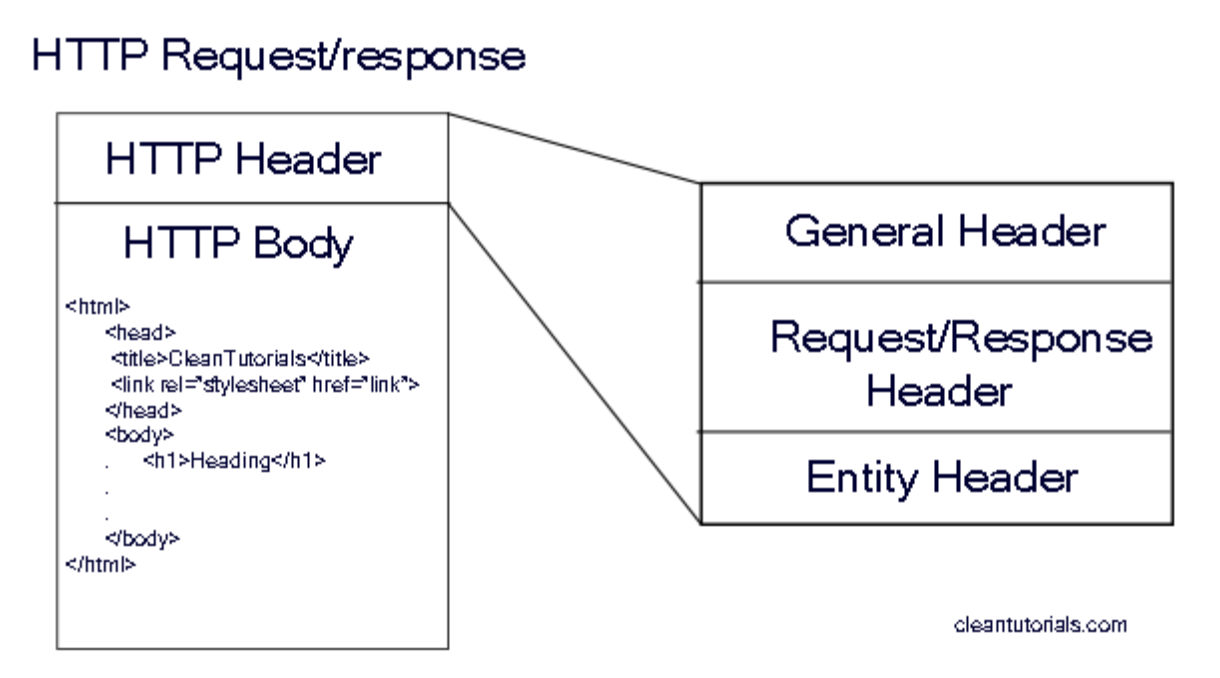 HTTP Request/response
HTTP Header
HTTP Body
<html>
<head>
<title>CleanTutorials</title>
<link rel="stylesheet" href="link">
</head>
<body>
. <h1>Heading</h1>
.
.
</body>
</html>
General Header
Request/Response
Header
Entity Header
cleantutorials.com